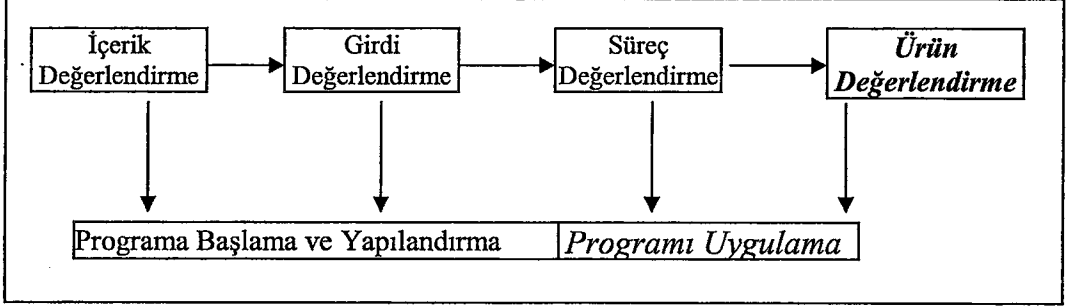 İçerik
Değerlendirme
Girdi
Değerlendirme
Süreç
Değerlendirme
Ürün
Değerlendirme
Programa Başlama ve Yapılandırma
Programı Uygulama